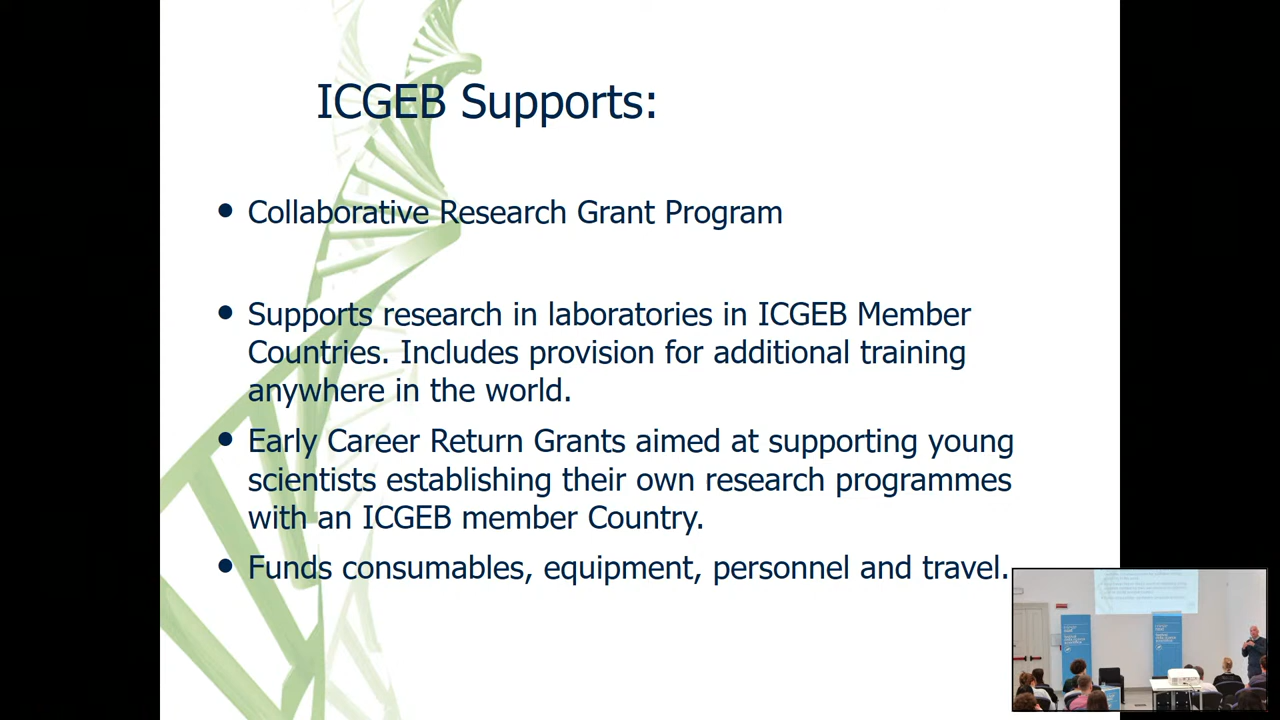 ICGEB Supports:
• Collaborative Research Grant Program
• Supports research in laboratories in ICGEB Member
Countries. Includes provision for additional training
anywhere in the world.
• Early Career Return Grants aimed at supporting young
scientists establishing their own research programmes
with an ICGEB member Country.
• Funds consumables, equipment, personnel and travel.